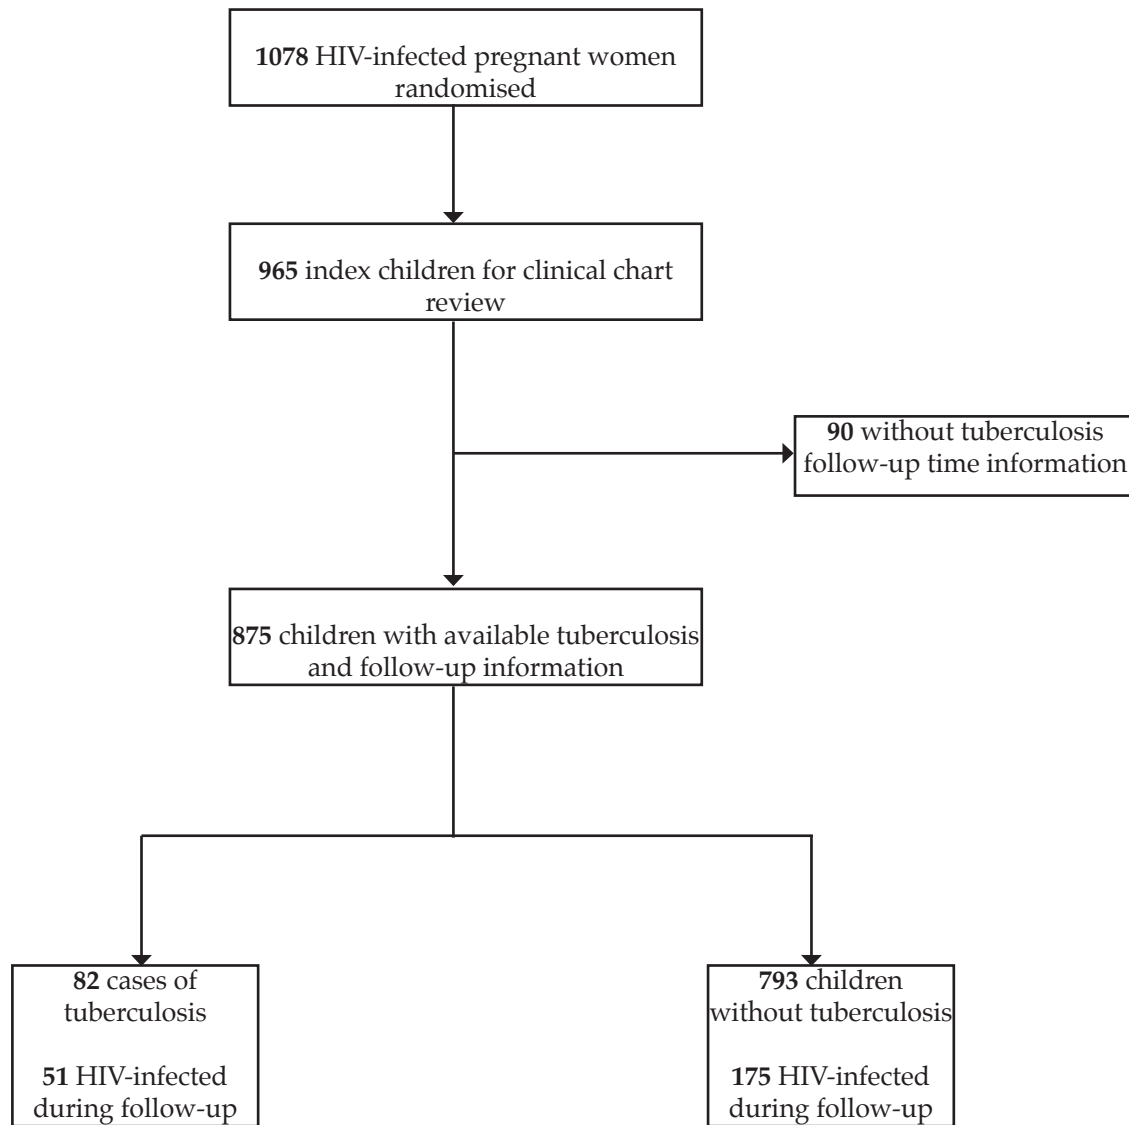 1078 HIV-infected pregnant women
randomised
965 index children for clinical chart
review
90 without tuberculosis
follow-up time information
875 children with available tuberculosis
and follow-up information
82 cases of
tuberculosis
51 HIV-infected
during follow-up
793 children
without tuberculosis
175 HIV-infected
during follow-up